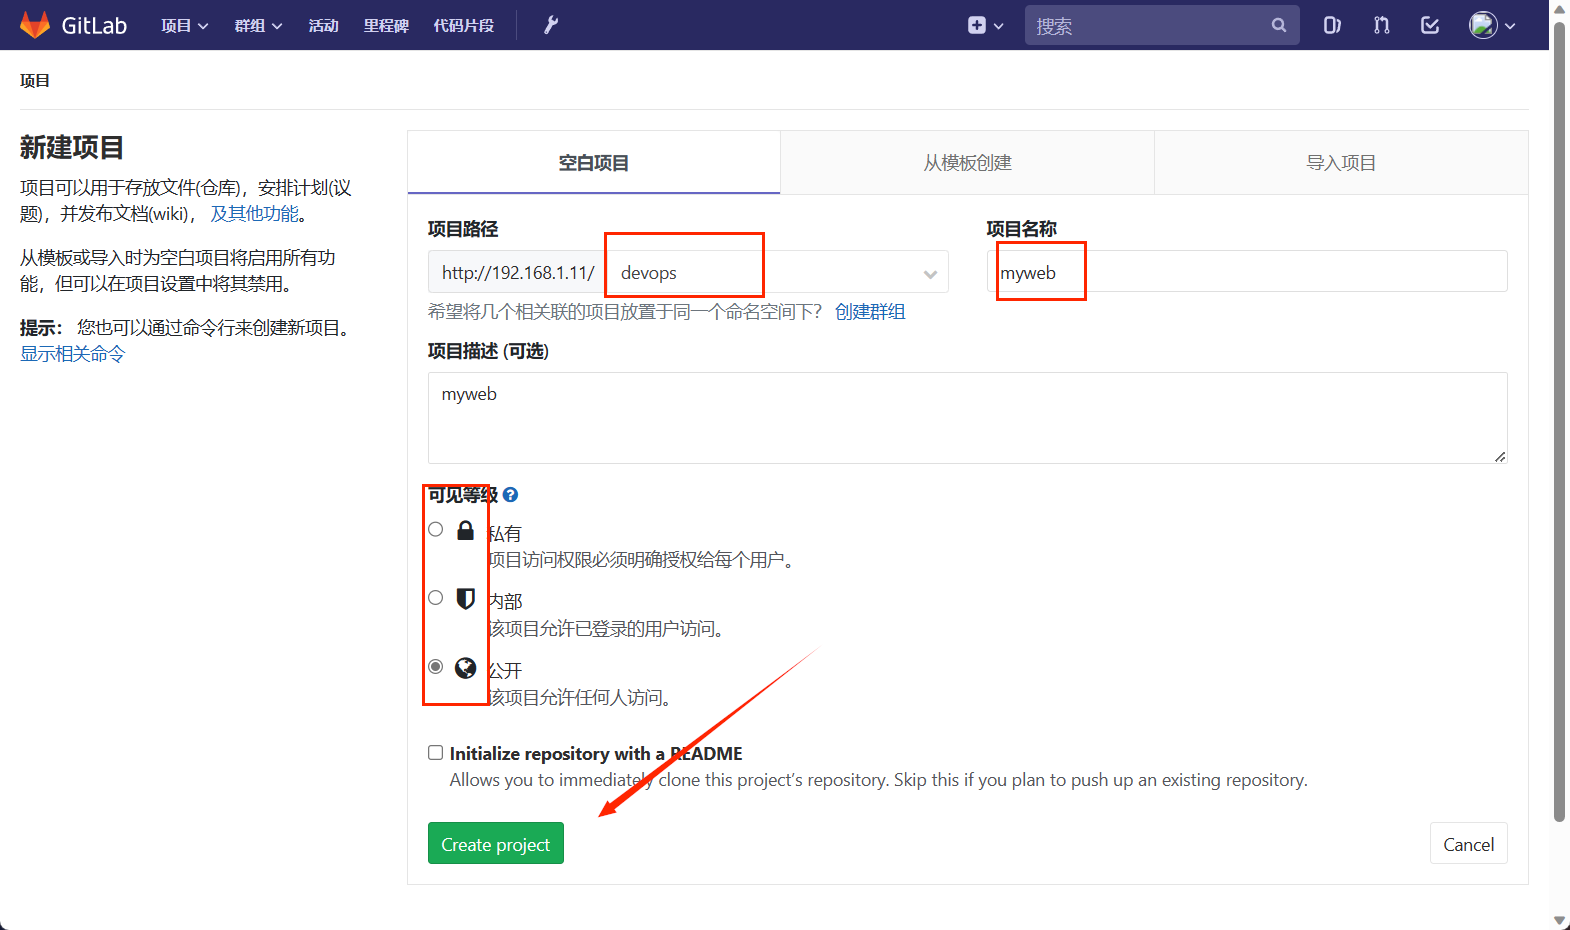 GitLab 项目 群组 活动 里程碑 代码片段 搜索
项目
新建项目
项目可以用于存放文件(仓库)，安排计划(议
题)，并发布文档(wiki)， 及其他功能。
从模板或导入时为空白项目将启用所有功
能，但可以在项目设置中将其禁用。
提示： 您也可以通过命令行来创建新项目。
显示相关命令
空白项目 从模板创建 导入项目
项目路径 项目名称
http://192.168.1.11/ devops myweb
希望将几个相关联的项目放置于同一个命名空间下？ 创建群组
项目描述 (可选)
myweb
可见等级
私有
项目访问权限必须明确授权给每个用户。
内部
该项目允许已登录的用户访问。
公开
该项目允许任何人访问。
Initialize repository with a README
Allows you to immediately clone this project’s repository. Skip this if you plan to push up an existing repository.
Create project Cancel